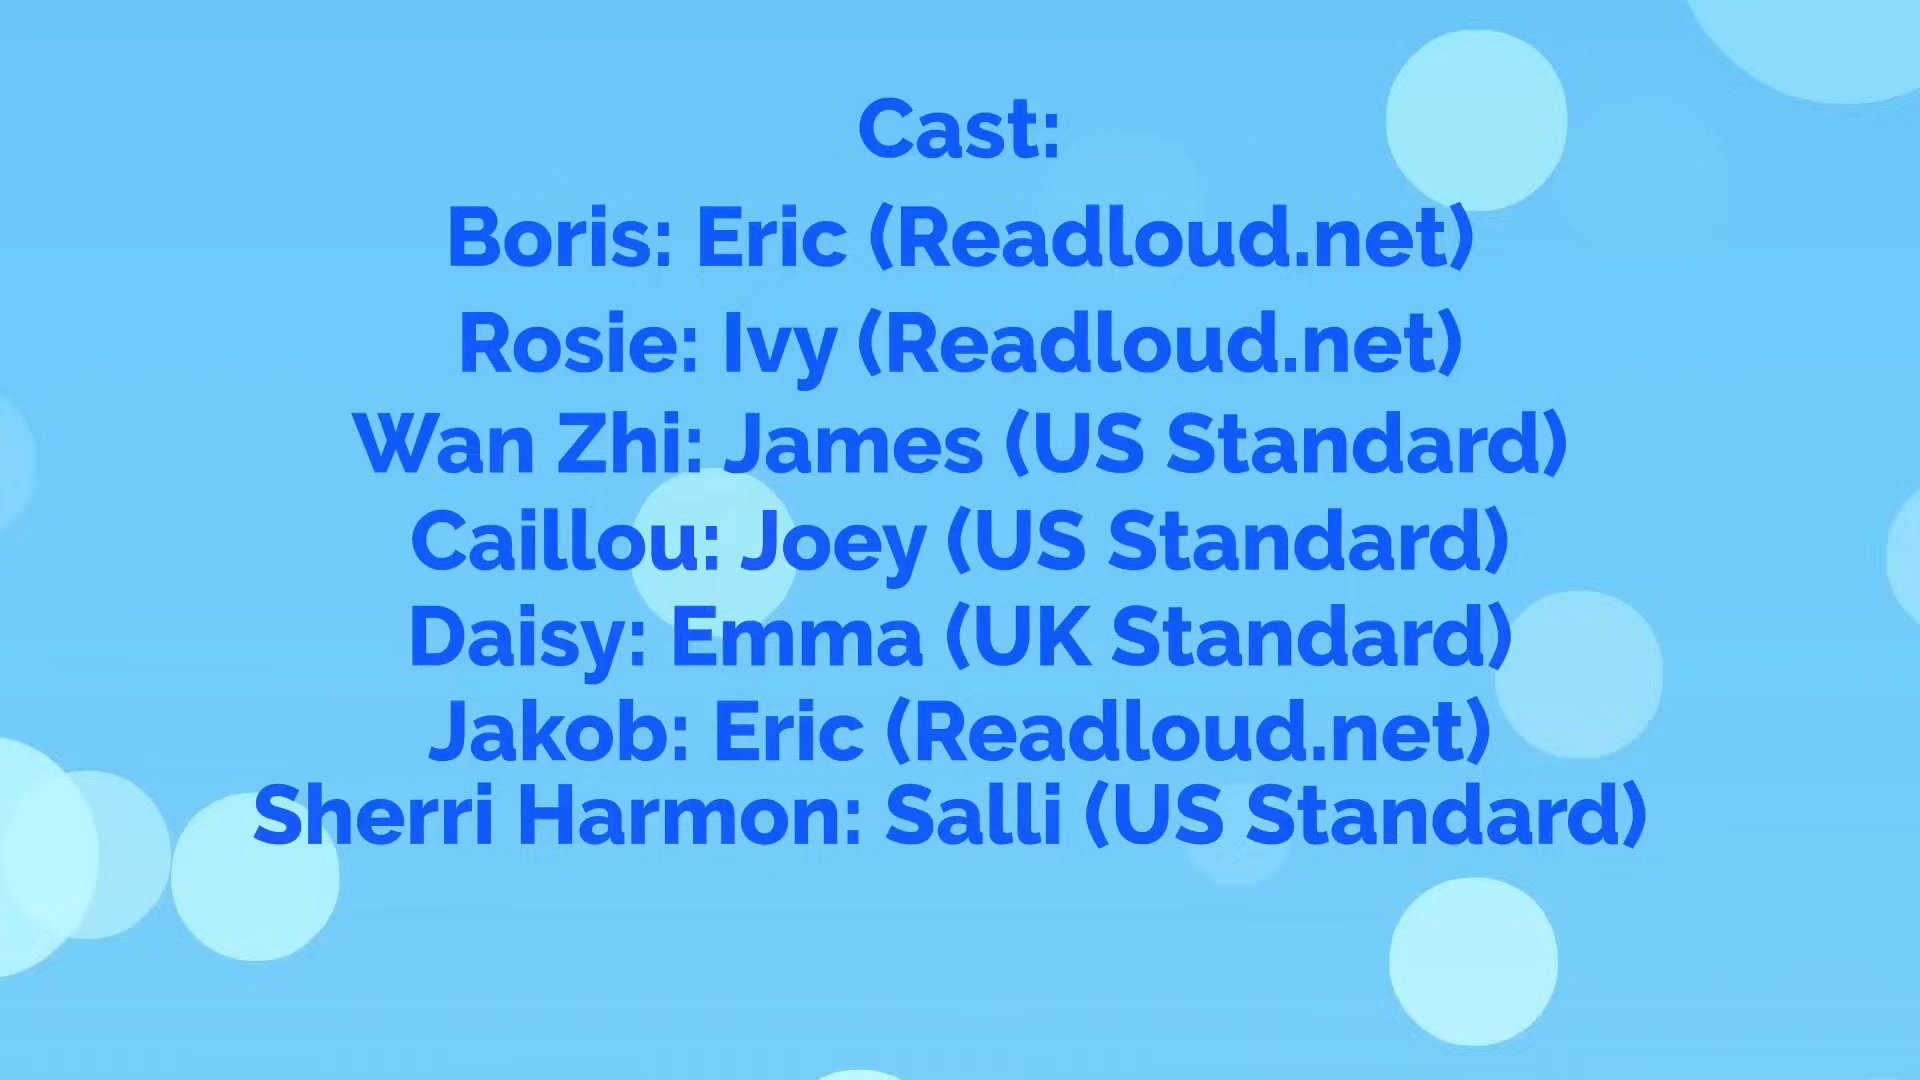 Cast:
Boris: Eric (Readloud.net)
Rosie: Ivy (Readloud.net)
Wan Zhi: James (US Standard)
Caillou: Joey (US Standard)
Daisy: Emma (UK Standard)
Jakob: Eric (Readloud.net)
Sherri Harmon: Salli (US Standard)